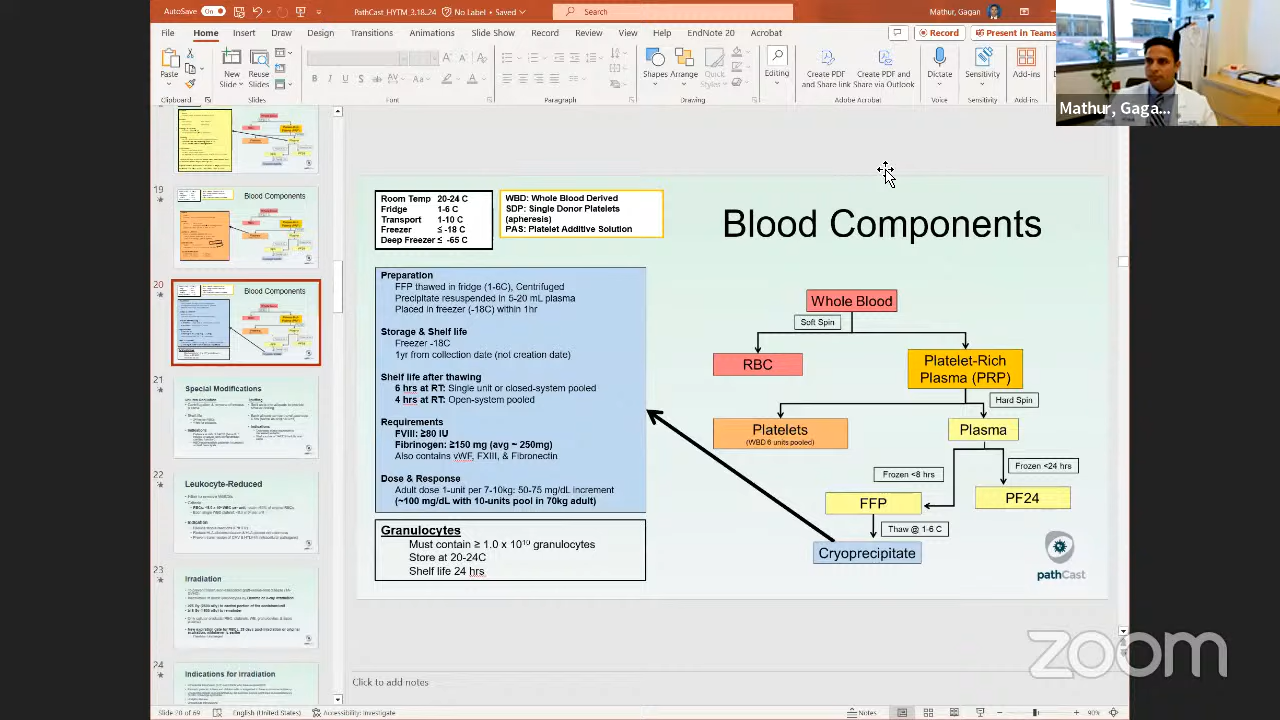 AutoSave
On
PathCast_HYTM_3.18.24
No Label • Saved
Search
Mathur, Gagan
File
Home
Insert
Draw
Slide Show
Record
View
EndNote 20
Acrobat
Record
Present in Teams
Paste
New
Slide
Reuse
Slides
Shapes
Arrange
Quick
Styles
Editing
Create PDF
and Share link
Create PDF and
Share via Outlook
Dictate
Sensitivity
Add-ins
Clipboard
Slides
Font
Paragraph
Drawing
Adobe Acrobat
Voice
Sensitivity
Add-ins
Mathur, Gaga...
19
Blood Components
20
Blood Components
21
Special Modifications
22
Leukocyte-Reduced
23
Irradiation
24
Indications for Irradiation
Room Temp 20-24 C
Fridge 1-6 C
Transport 1-10 C
Freezer ≤ -18 C
Deep Freezer ≤ -65 C
WBD: Whole Blood Derived
SDP: Single Donor Platelets
(apheresis)
PAS: Platelet Additive Solution
Blood Components
Preparation
FFP thawed (fridge 1-6C), Centrifuged
Precipitate resuspended in 5-20 mL plasma
Placed in freezer (-18C) within 1hr
Storage & Shelf life
Freezer -18C
1yr from collection date (not creation date)
Shelf life after thawing
6 hrs at RT: Single unit or closed-system pooled
4 hrs at RT: Open-system pooled
Requirements
FVIII: ≥80 IU
Fibrinogen: ≥150mg (avg ~ 250mg)
Also contains vWF, FXIII, & Fibronectin
Dose & Response
Adult dose 1-unit per 7-10kg: 50-75 mg/dL increment
(~100 mg/dL with 10-units pool in 70kg adult)
Granulocytes
Must contain ≥ 1.0 x 10¹⁰ granulocytes
Store at 20-24C
Shelf life 24 hrs
Whole Blood
Soft Spin
RBC
Platelet-Rich
Plasma (PRP)
Hard Spin
Platelets
(WBD 6 units pooled)
Plasma
Frozen <8 hrs
Frozen <24 hrs
FFP
PF24
Thaw @ 1-6 C
Cryoprecipitate
pathCast
zoom
Click to add notes
Slide 20 of 69
English (United States)
Accessibility: Investigate
Notes
90%